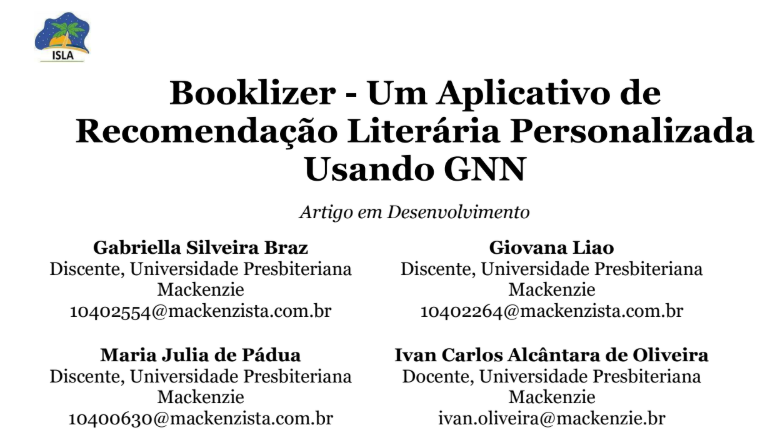 ISLA
Booklizer - Um Aplicativo de
Recomendação Literária Personalizada
Usando GNN
Artigo em Desenvolvimento
Gabriella Silveira Braz
Discente, Universidade Presbiteriana
Mackenzie
10402554@mackenzista.com.br
Giovana Liao
Discente, Universidade Presbiteriana
Mackenzie
10402264@mackenzista.com.br
Maria Julia de Pádua
Discente, Universidade Presbiteriana
Mackenzie
10400630@mackenzista.com.br
Ivan Carlos Alcântara de Oliveira
Docente, Universidade Presbiteriana
Mackenzie
ivan.oliveira@mackenzie.br